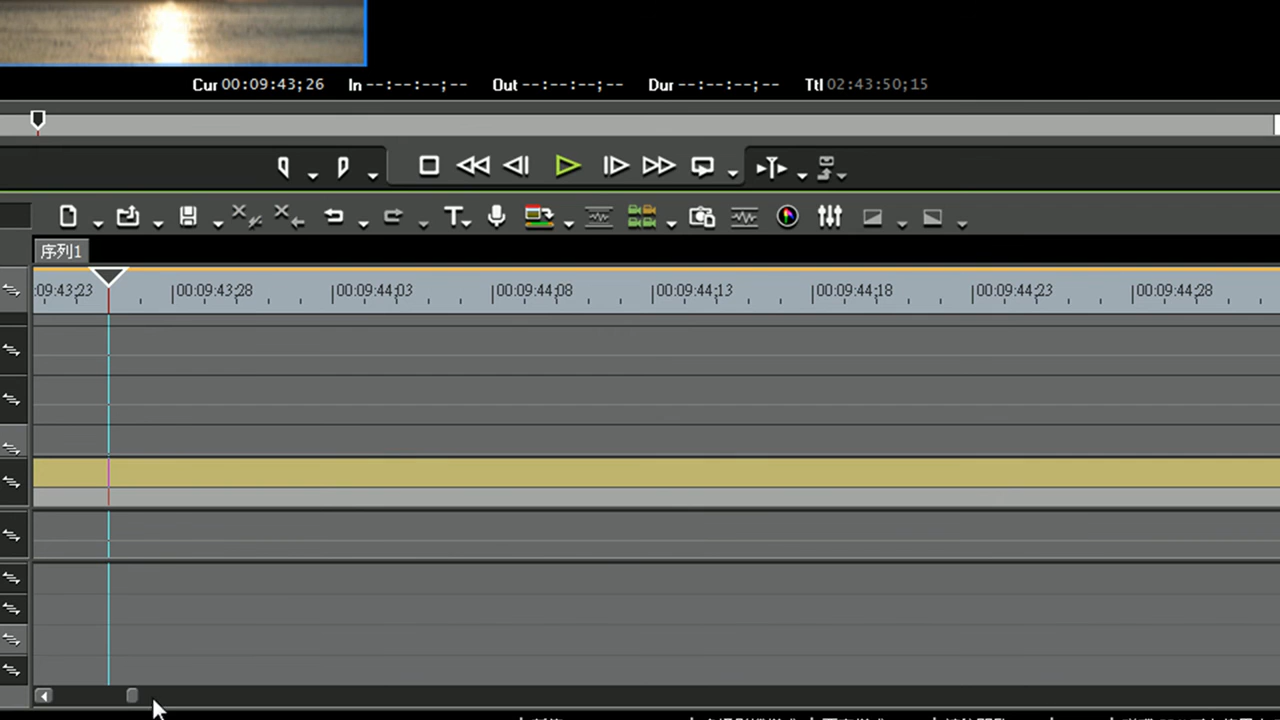 Cur 00:09:43;26 In --:--:--;-- Out --:--:--;-- Dur --:--:--;-- Ttl 02:43:50;15
序列1
:09:43;23 00:09:43;28 00:09:44;03 00:09:44;08 00:09:44;13 00:09:44;18 00:09:44;23 00:09:44;28